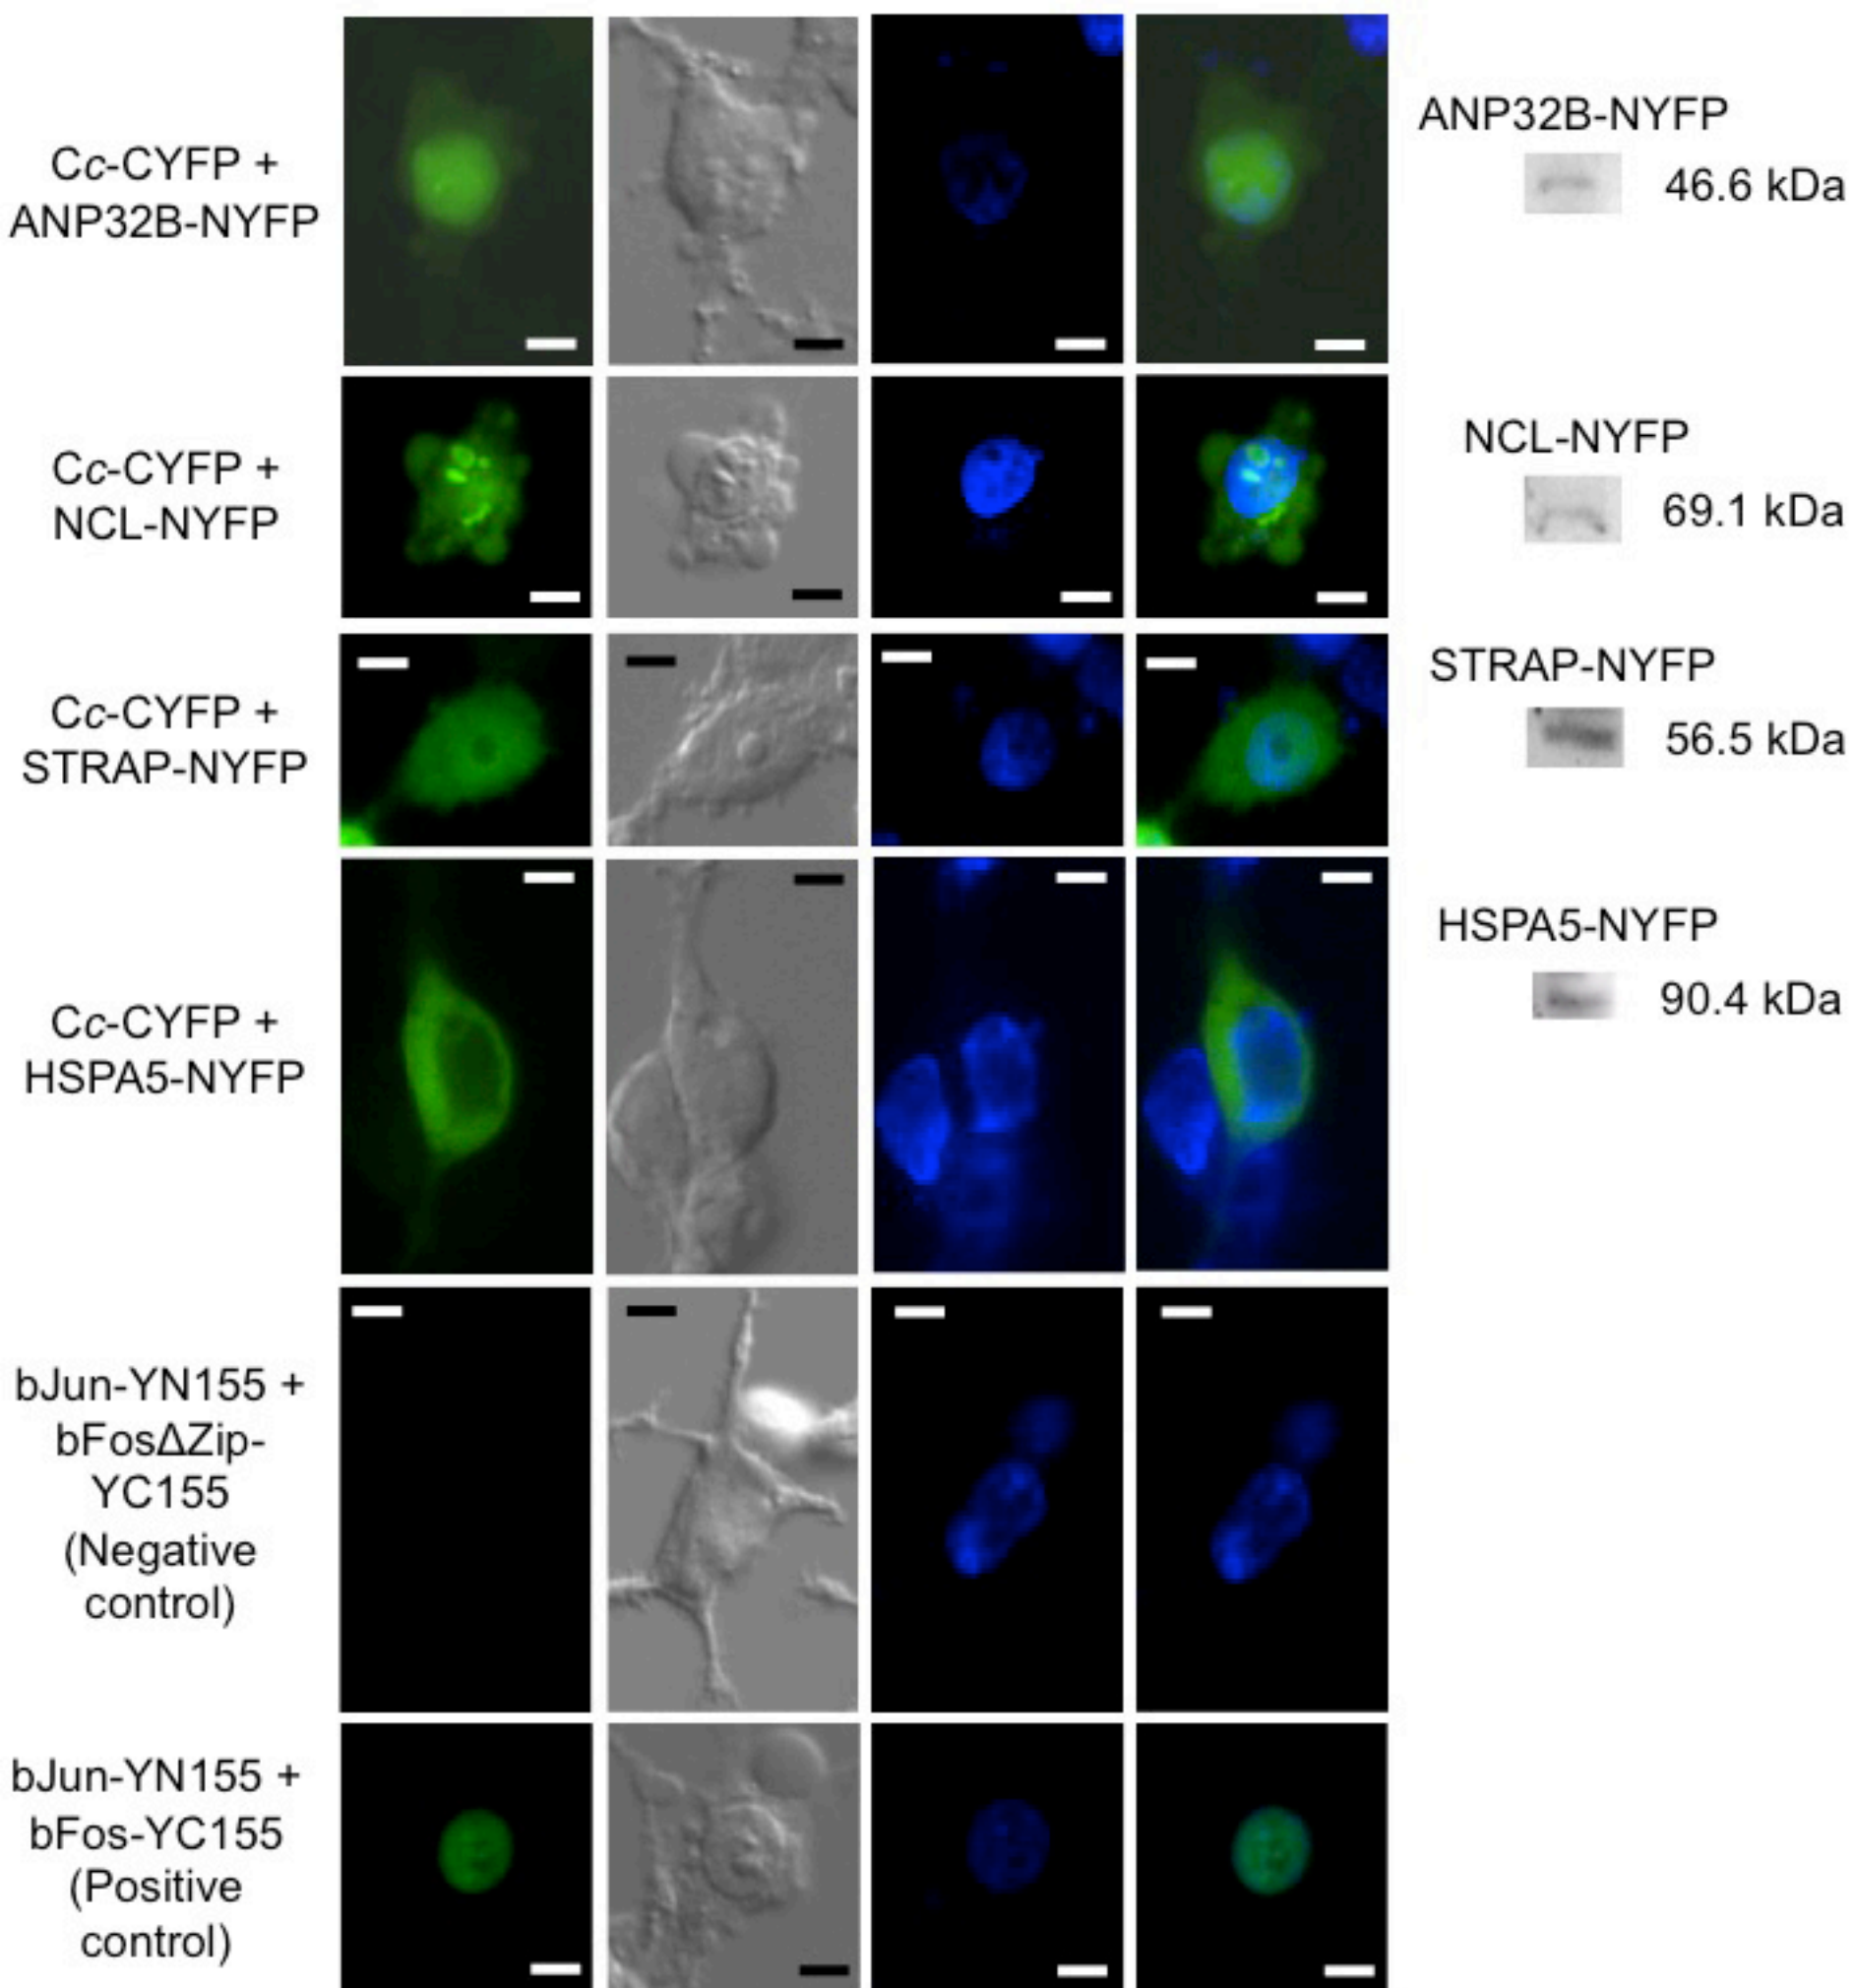 Cc-CYFP +
ANP32B-NYFP
ANP32B-NYFP
46.6 kDa
Cc-CYFP +
NCL-NYFP
NCL-NYFP
69.1 kDa
Cc-CYFP +
STRAP-NYFP
STRAP-NYFP
56.5 kDa
Cc-CYFP +
HSPA5-NYFP
HSPA5-NYFP
90.4 kDa
bJun-YN155 +
bFosΔZip-
YC155
(Negative
control)
bJun-YN155 +
bFos-YC155
(Positive
control)